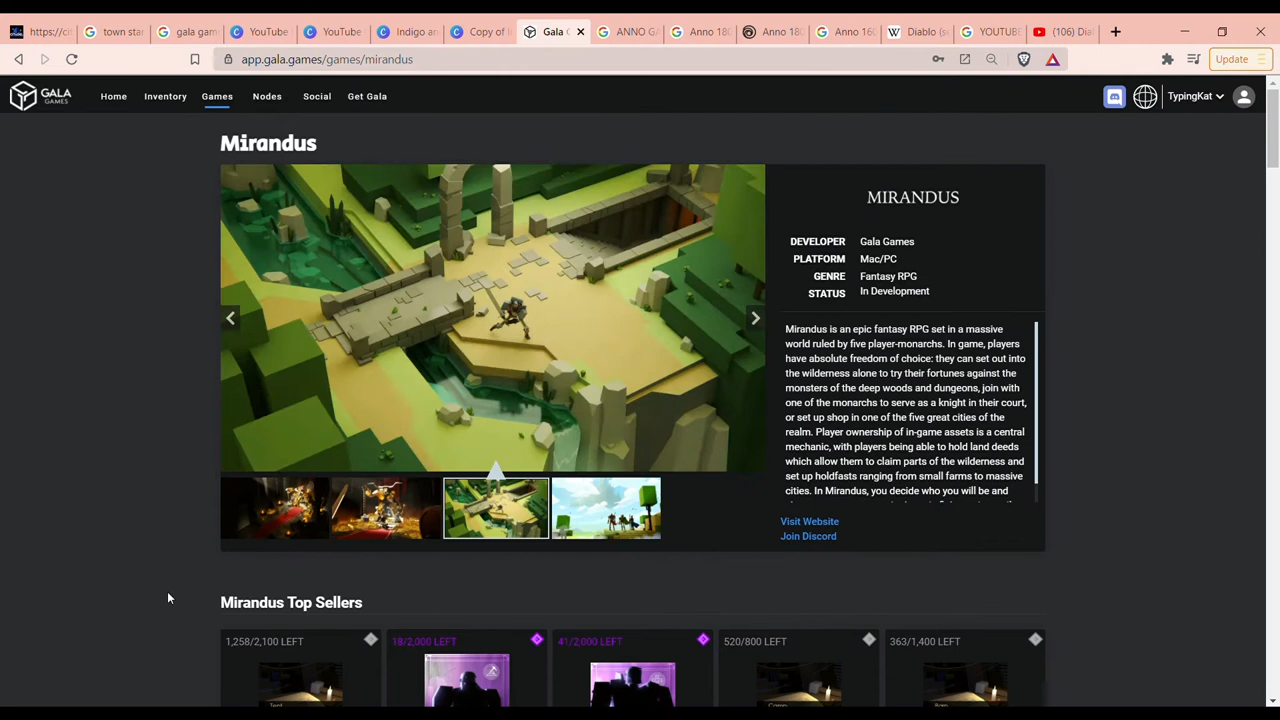 https://ci
town star
gala gam
YouTube
YouTube
Indigo an
Copy of I
Gala G
ANNO GA
Anno 180
Anno 180
Anno 160
Diablo (s
YOUTUBE
(106) Dia
app.gala.games/games/mirandus
Update
GALA GAMES
Home
Inventory
Games
Nodes
Social
Get Gala
TypingKat
Mirandus
MIRANDUS
DEVELOPER Gala Games
PLATFORM Mac/PC
GENRE Fantasy RPG
STATUS In Development
Mirandus is an epic fantasy RPG set in a massive
world ruled by five player-monarchs. In game, players
have absolute freedom of choice: they can set out into
the wilderness alone to try their fortunes against the
monsters of the deep woods and dungeons, join with
one of the monarchs to serve as a knight in their court,
or set up shop in one of the five great cities of the
realm. Player ownership of in-game assets is a central
mechanic, with players being able to hold land deeds
which allow them to claim parts of the wilderness and
set up holdfasts ranging from small farms to massive
cities. In Mirandus, you decide who you will be and
Visit Website
Join Discord
Mirandus Top Sellers
1,258/2,100 LEFT
18/2,000 LEFT
41/2,000 LEFT
520/800 LEFT
363/1,400 LEFT